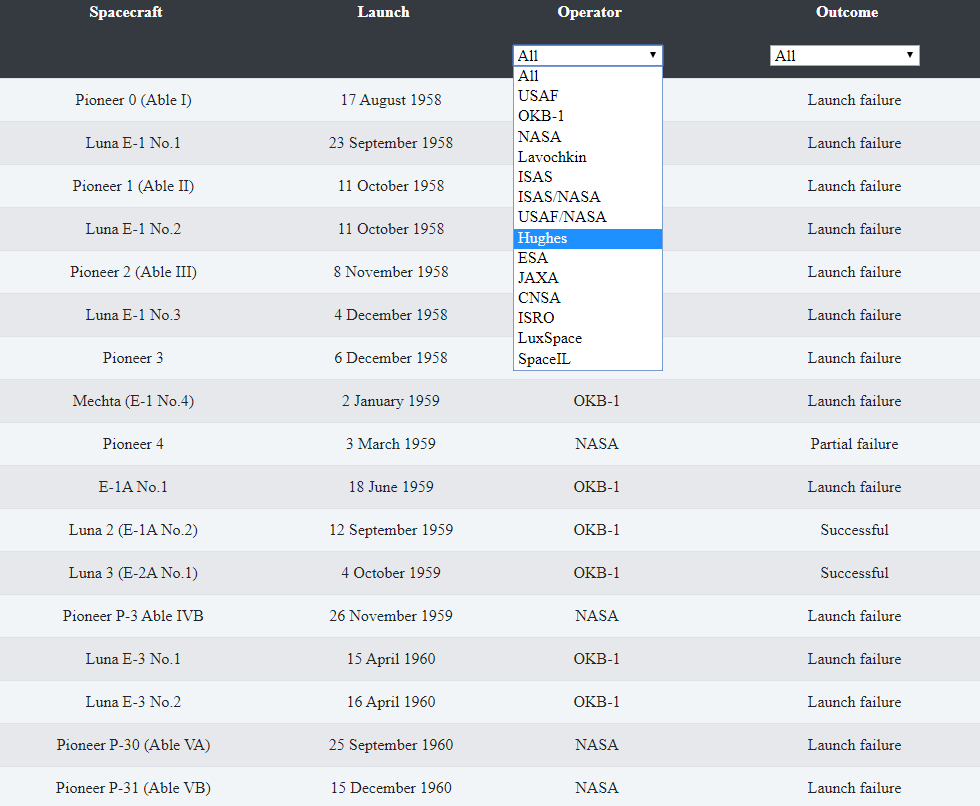 Spacecraft Launch Operator Outcome
All All
All
USAF
Pioneer 0 (Able I) 17 August 1958 Launch failure
OKB-1
NASA
Luna E-1 No.1 23 September 1958 Launch failure
Lavochkin
ISAS
Pioneer 1 (Able II) 11 October 1958 Launch failure
ISAS/NASA
USAF/NASA
Luna E-1 No.2 11 October 1958 Launch failure
Hughes
ESA
Pioneer 2 (Able III) 8 November 1958 Launch failure
JAXA
CNSA
Luna E-1 No.3 4 December 1958 Launch failure
ISRO
LuxSpace
Pioneer 3 6 December 1958 Launch failure
SpaceIL
Mechta (E-1 No.4) 2 January 1959 OKB-1 Launch failure
Pioneer 4 3 March 1959 NASA Partial failure
E-1A No.1 18 June 1959 OKB-1 Launch failure
Luna 2 (E-1A No.2) 12 September 1959 OKB-1 Successful
Luna 3 (E-2A No.1) 4 October 1959 OKB-1 Successful
Pioneer P-3 Able IVB 26 November 1959 NASA Launch failure
Luna E-3 No.1 15 April 1960 OKB-1 Launch failure
Luna E-3 No.2 16 April 1960 OKB-1 Launch failure
Pioneer P-30 (Able VA) 25 September 1960 NASA Launch failure
Pioneer P-31 (Able VB) 15 December 1960 NASA Launch failure